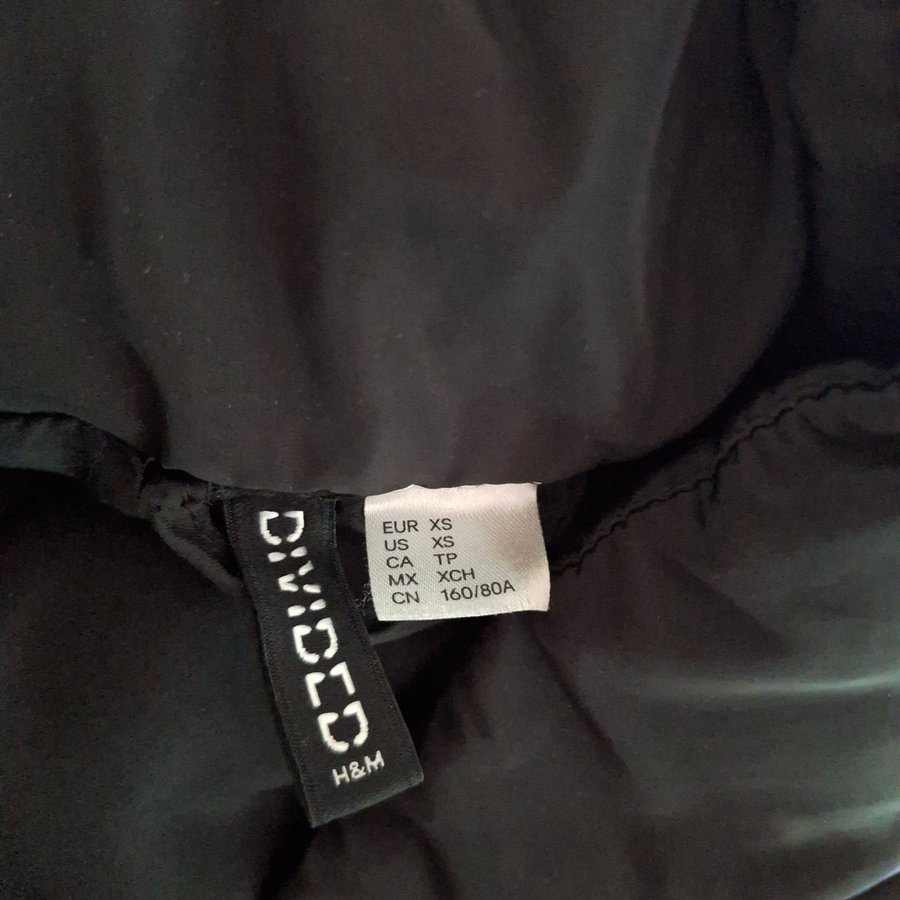 DIVIDED
H&M
EUR XS
US XS
CA TP
MX XCH
CN 160/80A